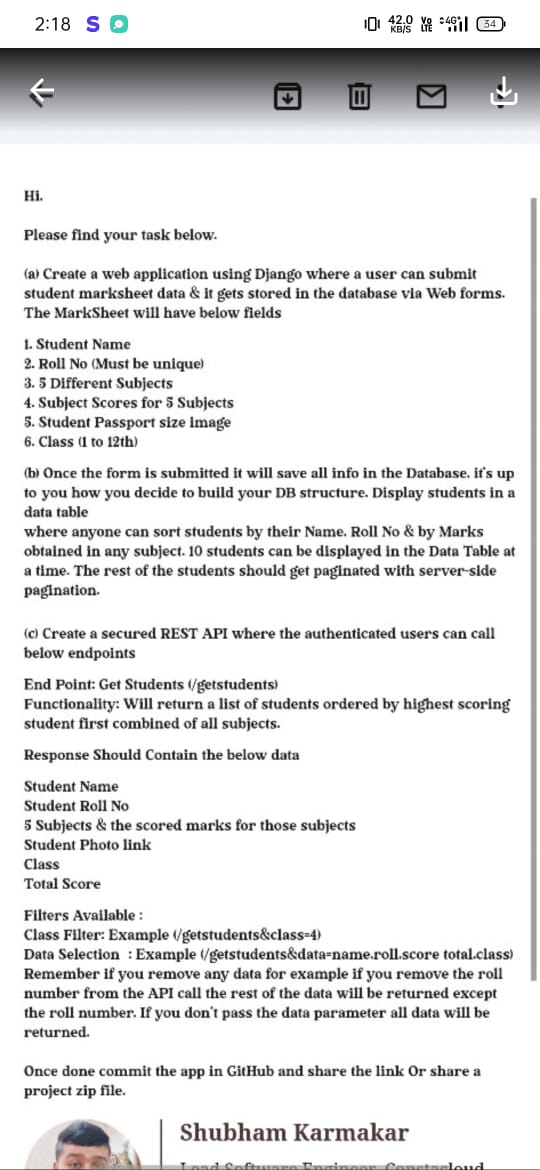 2:18 S 42.0 KB/S Vo LTE 4G+ 34
Hi,
Please find your task below.
(a) Create a web application using Django where a user can submit
student marksheet data & it gets stored in the database via Web forms.
The MarkSheet will have below fields
1. Student Name
2. Roll No (Must be unique)
3. 5 Different Subjects
4. Subject Scores for 5 Subjects
5. Student Passport size image
6. Class (1 to 12th)
(b) Once the form is submitted it will save all info in the Database, it's up
to you how you decide to build your DB structure. Display students in a
data table
where anyone can sort students by their Name, Roll No & by Marks
obtained in any subject. 10 students can be displayed in the Data Table at
a time. The rest of the students should get paginated with server-side
pagination.
(c) Create a secured REST API where the authenticated users can call
below endpoints
End Point: Get Students (/getstudents)
Functionality: Will return a list of students ordered by highest scoring
student first combined of all subjects.
Response Should Contain the below data
Student Name
Student Roll No
5 Subjects & the scored marks for those subjects
Student Photo link
Class
Total Score
Filters Available :
Class Filter: Example (/getstudents&class=4)
Data Selection : Example (/getstudents&data=name,roll,score total,class)
Remember if you remove any data for example if you remove the roll
number from the API call the rest of the data will be returned except
the roll number. If you don't pass the data parameter all data will be
returned.
Once done commit the app in GitHub and share the link Or share a
project zip file.
Shubham Karmakar
Lead Software Engineer,